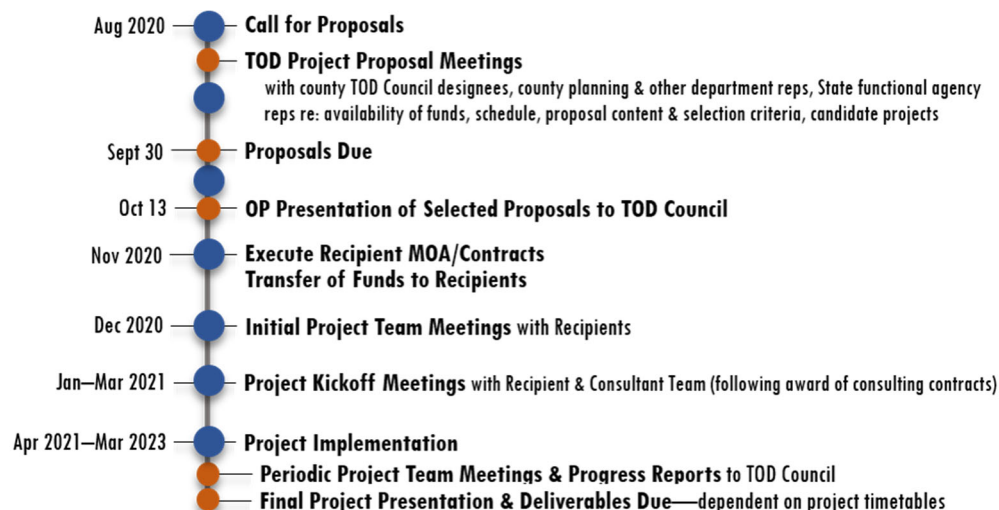 Aug 2020 Call for Proposals
TOD Project Proposal Meetings
with county TOD Council designees, county planning & other department reps, State functional agency
reps re: availability of funds, schedule, proposal content & selection criteria, candidate projects
Sept 30 Proposals Due
Oct 13 OP Presentation of Selected Proposals to TOD Council
Nov 2020 Execute Recipient MOA/Contracts
Transfer of Funds to Recipients
Dec 2020 Initial Project Team Meetings with Recipients
Jan—Mar 2021 Project Kickoff Meetings with Recipient & Consultant Team (following award of consulting contracts)
Apr 2021—Mar 2023 Project Implementation
Periodic Project Team Meetings & Progress Reports to TOD Council
Final Project Presentation & Deliverables Due—dependent on project timetables